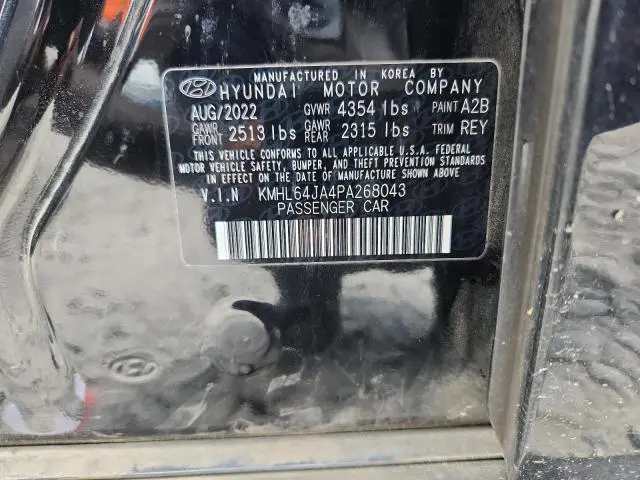 MANUFACTURED IN KOREA BY
HYUNDAI MOTOR COMPANY
AUG/2022 GVWR 4354 lbs PAINT A2B
GAWR FRONT 2513 lbs GAWR REAR 2315 lbs TRIM REY
THIS VEHICLE CONFORMS TO ALL APPLICABLE U.S.A. FEDERAL
MOTOR VEHICLE SAFETY, BUMPER, AND THEFT PREVENTION STANDARDS
IN EFFECT ON THE DATE OF MANUFACTURE SHOWN ABOVE.
V.I.N KMHL64JA4PA268043
PASSENGER CAR